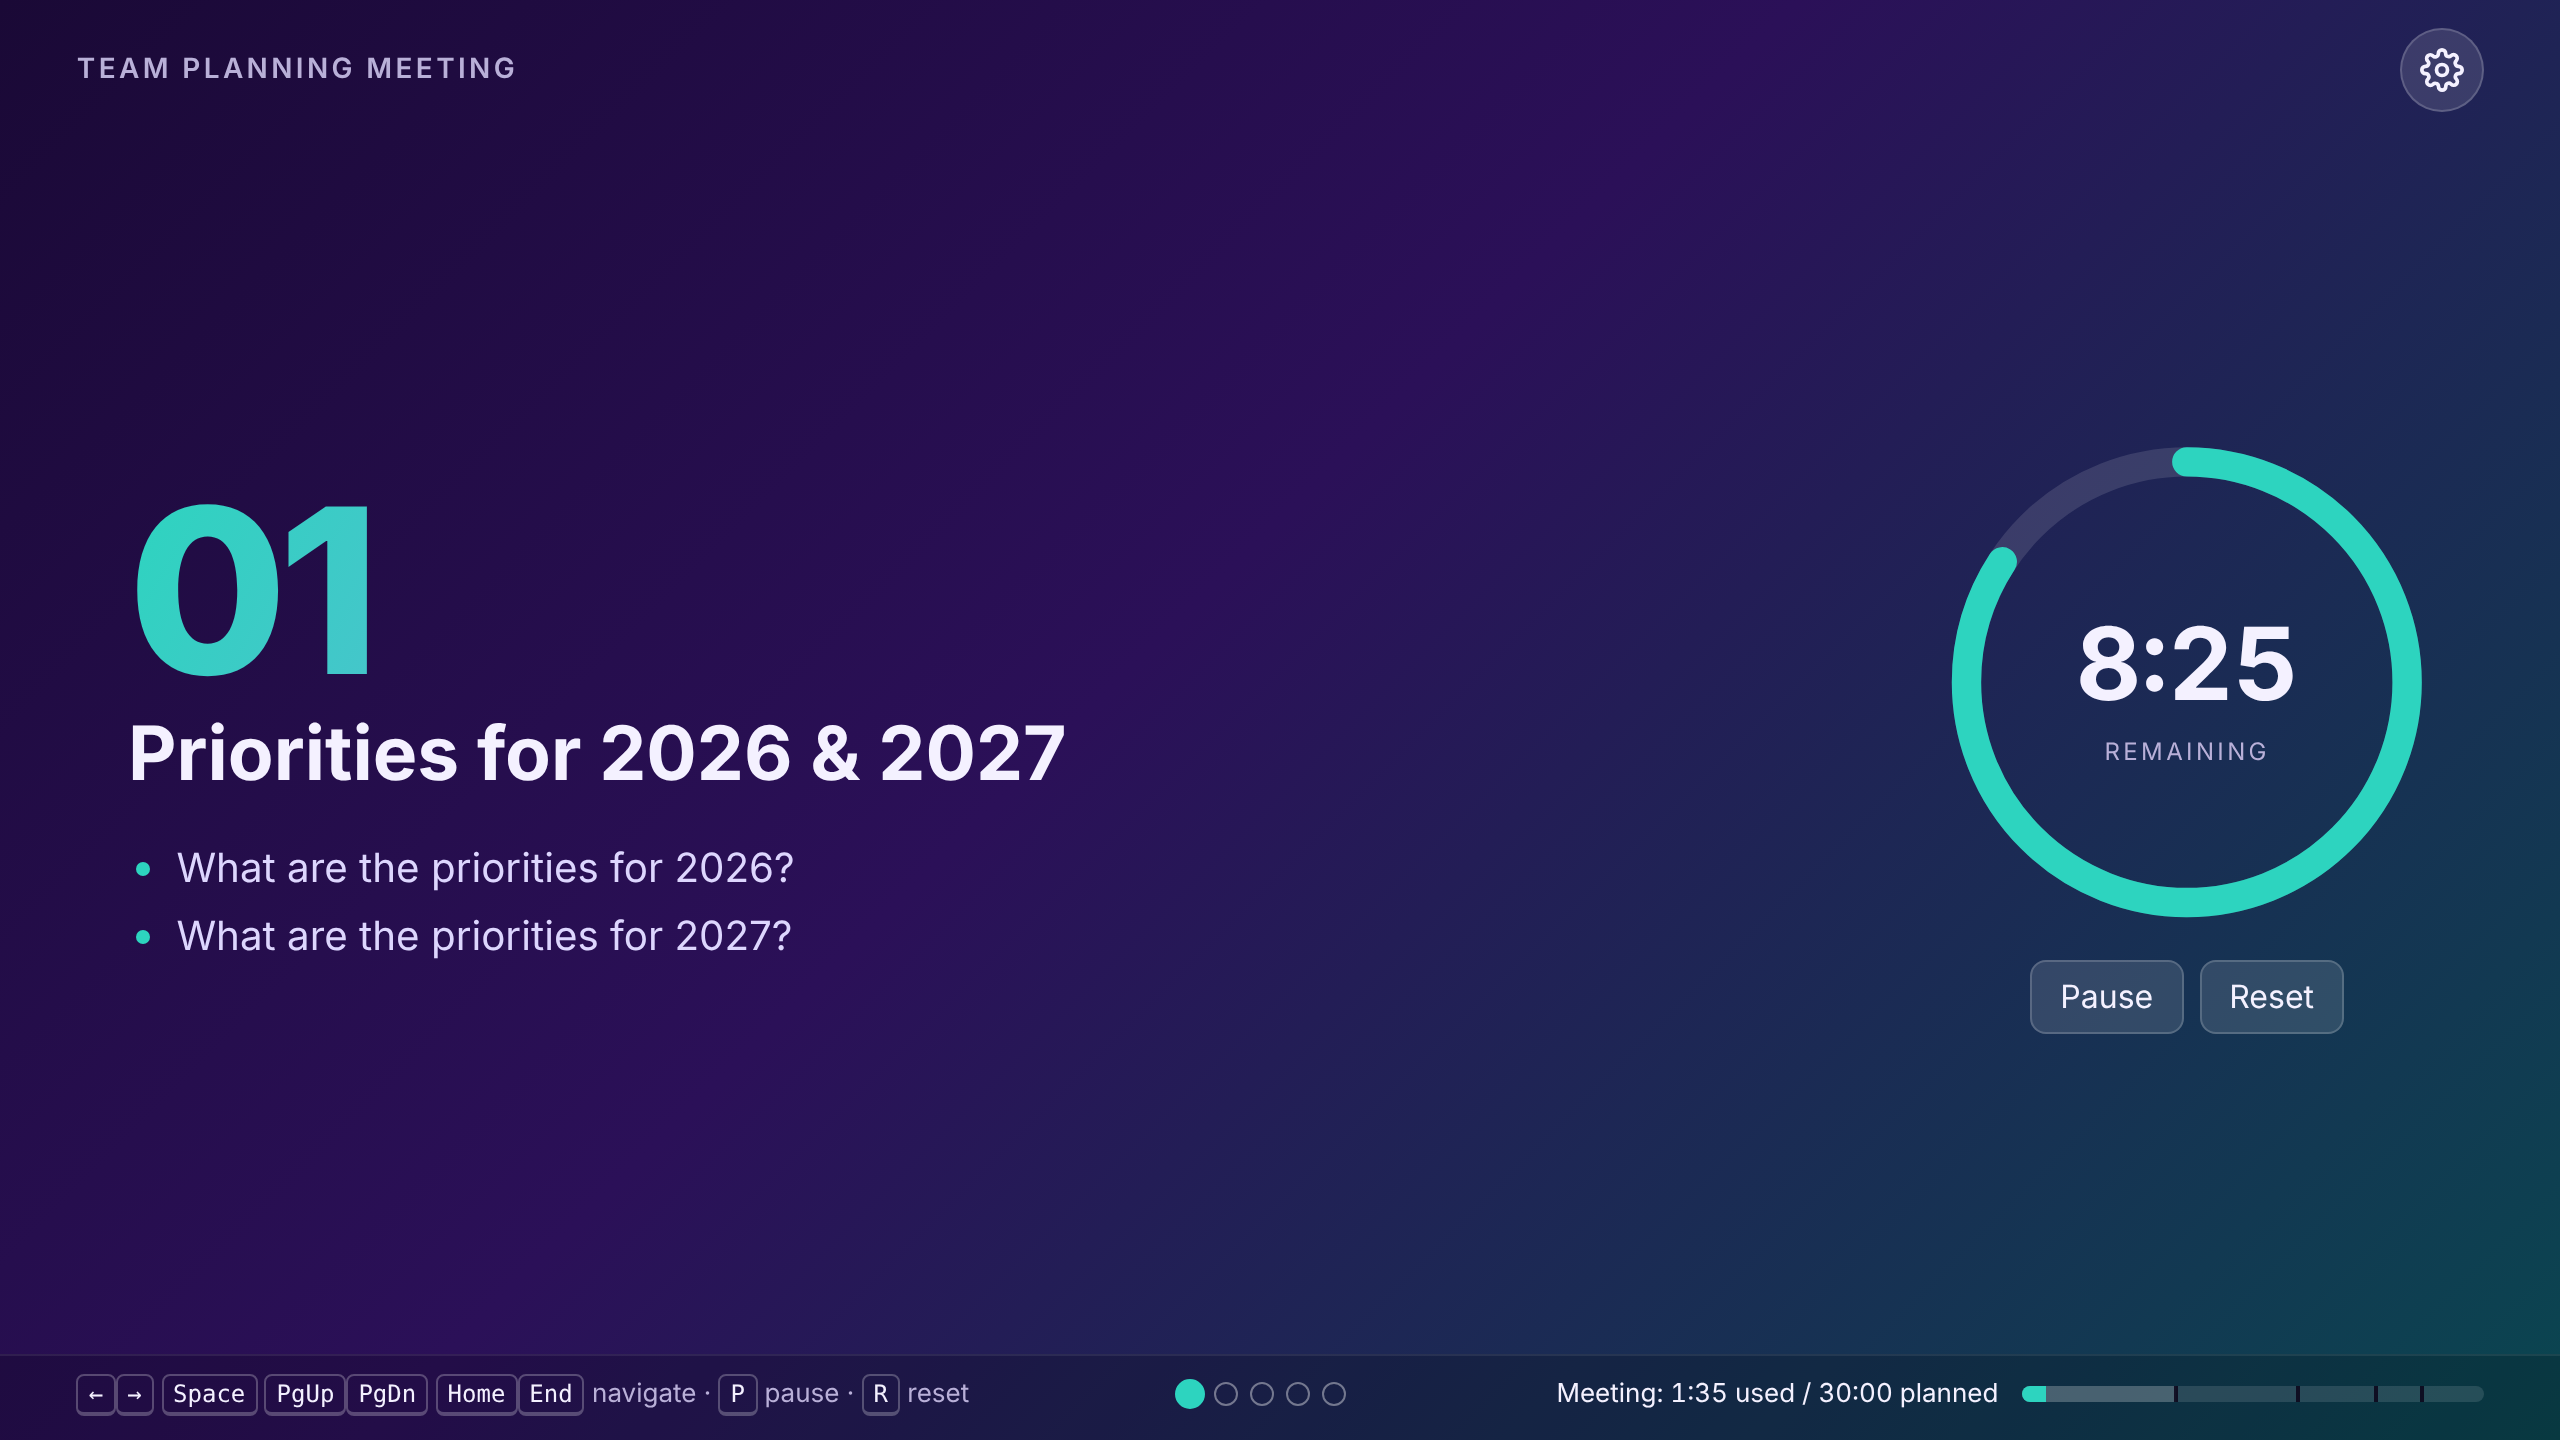 TEAM PLANNING MEETING
01
Priorities for 2026 & 2027
• What are the priorities for 2026?
• What are the priorities for 2027?
8:25
REMAINING
Pause Reset
← → Space PgUp PgDn Home End navigate · P pause · R reset
Meeting: 1:35 used / 30:00 planned